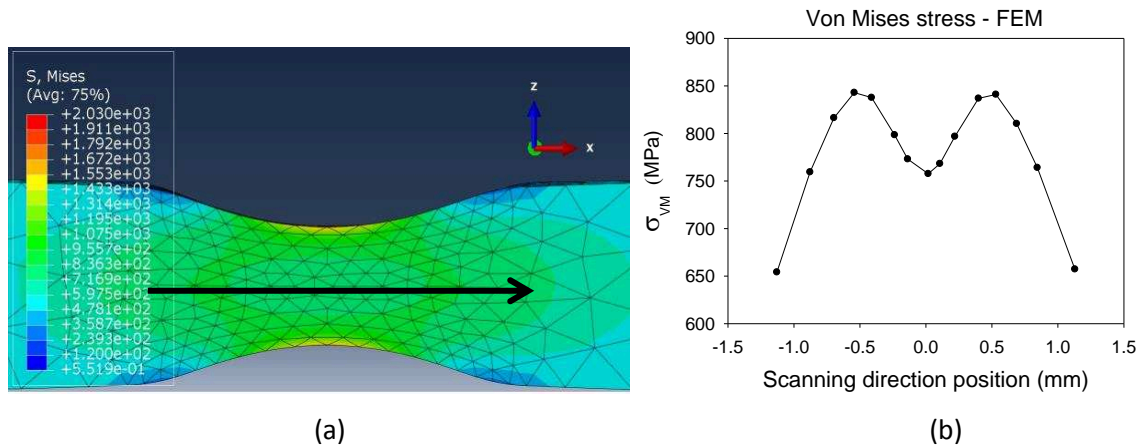 S, Mises
(Avg: 75%)
+2.030e+03
+1.911e+03
+1.792e+03
+1.672e+03
+1.553e+03
+1.433e+03
+1.314e+03
+1.195e+03
+1.075e+03
+9.557e+02
+8.363e+02
+7.169e+02
+5.975e+02
+4.781e+02
+3.587e+02
+2.393e+02
+1.200e+02
+5.519e-01
z
x
(a)
Von Mises stress - FEM
900
850
800
750
700
650
600
σVM (MPa)
-1.5 -1.0 -0.5 0.0 0.5 1.0 1.5
Scanning direction position (mm)
(b)